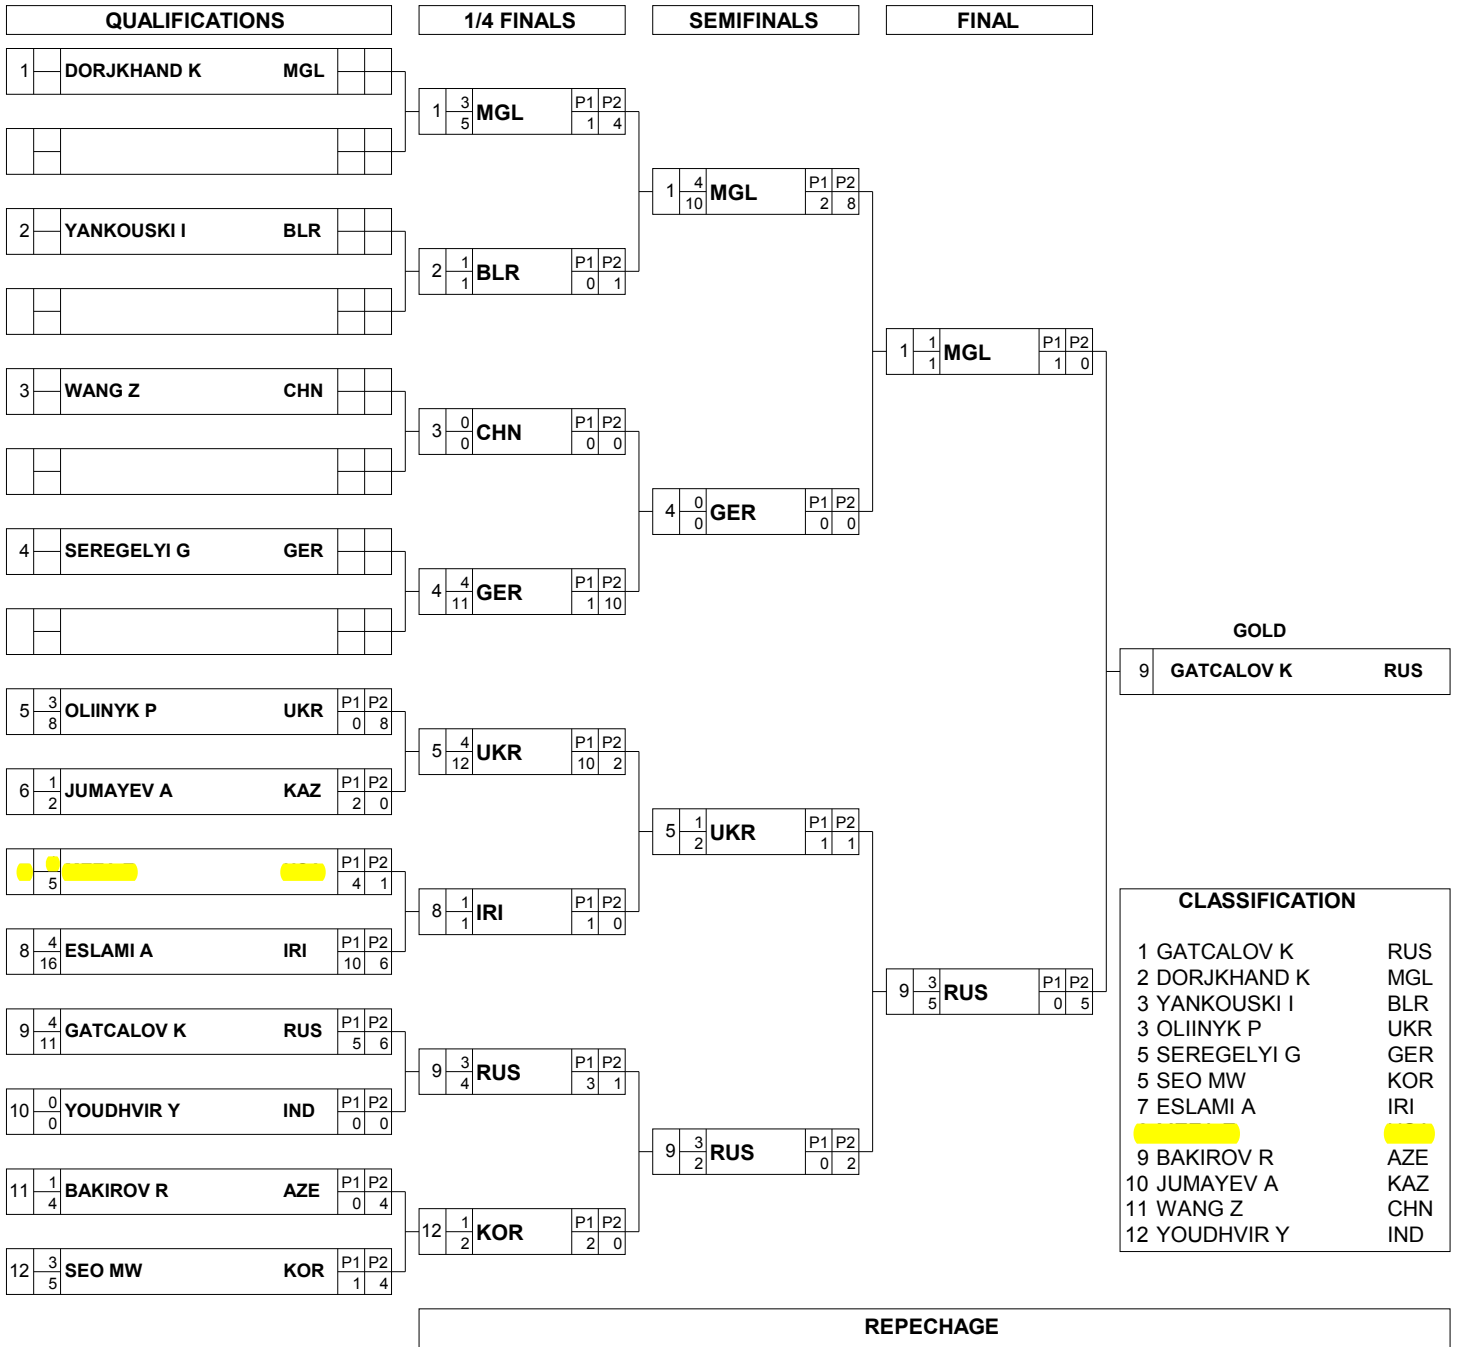 QUALIFICATIONS 1/4 FINALS SEMIFINALS FINAL
1 DORJKHAND K MGL
1 3 5 MGL P1 P2 1 4
2 YANKOUSKI I BLR
2 1 1 BLR P1 P2 0 1
1 4 10 MGL P1 P2 2 8
3 WANG Z CHN
3 0 0 CHN P1 P2 0 0
4 SEREGELYI G GER
4 4 11 GER P1 P2 1 10
4 0 0 GER P1 P2 0 0
1 1 1 MGL P1 P2 1 0
5 3 8 OLIINYK P UKR P1 P2 0 8
6 1 2 JUMAYEV A KAZ P1 P2 2 0
5 4 12 UKR P1 P2 10 2
5 P1 P2 4 1
8 4 16 ESLAMI A IRI P1 P2 10 6
8 1 1 IRI P1 P2 1 0
5 1 2 UKR P1 P2 1 1
9 4 11 GATCALOV K RUS P1 P2 5 6
10 0 0 YOUDHVIR Y IND P1 P2 0 0
9 3 4 RUS P1 P2 3 1
11 1 4 BAKIROV R AZE P1 P2 0 4
12 3 5 SEO MW KOR P1 P2 1 4
12 1 2 KOR P1 P2 2 0
9 3 2 RUS P1 P2 0 2
9 3 5 RUS P1 P2 0 5
GOLD
9 GATCALOV K RUS
CLASSIFICATION
1 GATCALOV K RUS
2 DORJKHAND K MGL
3 YANKOUSKI I BLR
3 OLIINYK P UKR
5 SEREGELYI G GER
5 SEO MW KOR
7 ESLAMI A IRI
9 BAKIROV R AZE
10 JUMAYEV A KAZ
11 WANG Z CHN
12 YOUDHVIR Y IND
REPECHAGE